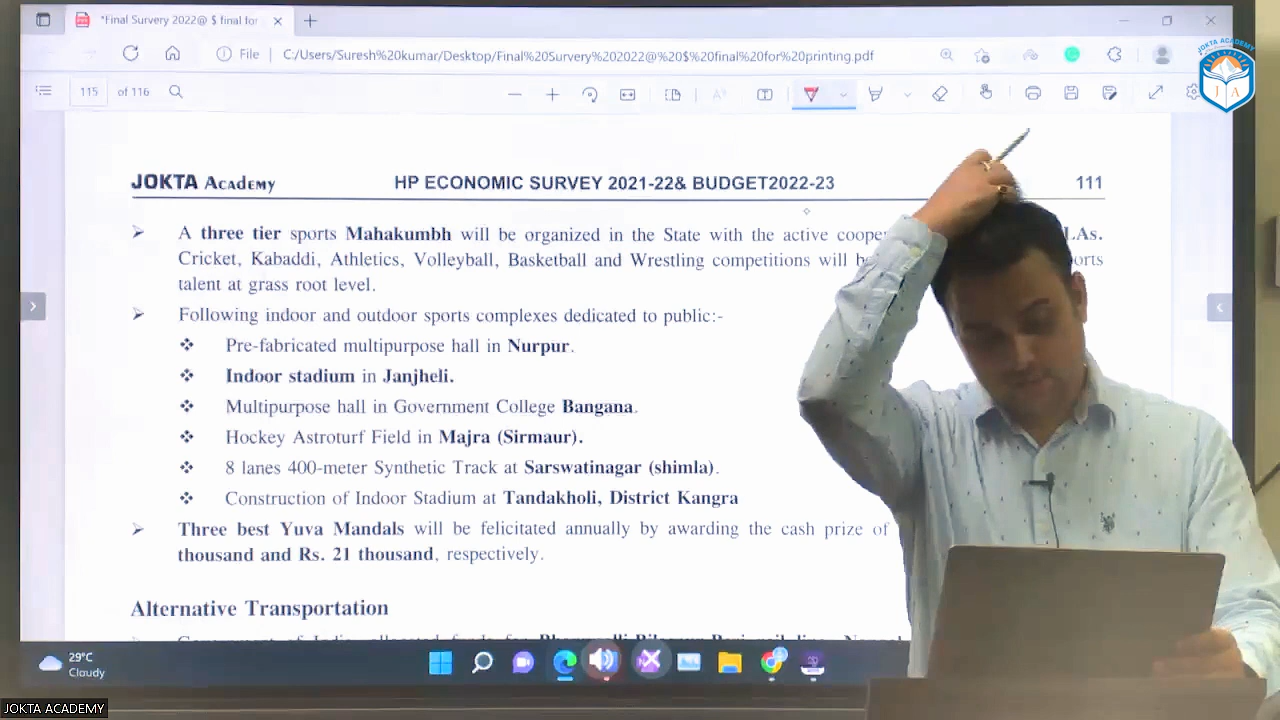 *Final Survery 2022@ $ final for
File C:/Users/Suresh%20kumar/Desktop/Final%20Survery%202022@%20$%20final%20for%20printing.pdf
115 of 116
JOKTA ACADEMY
J A
JOKTA ACADEMY HP ECONOMIC SURVEY 2021-22& BUDGET2022-23 111
➢ A three tier sports Mahakumbh will be organized in the State with the active
Cricket, Kabaddi, Athletics, Volleyball, Basketball and Wrestling competitions will
talent at grass root level.
➢ Following indoor and outdoor sports complexes dedicated to public:-
❖ Pre-fabricated multipurpose hall in Nurpur.
❖ Indoor stadium in Janjheli.
❖ Multipurpose hall in Government College Bangana.
❖ Hockey Astroturf Field in Majra (Sirmaur).
❖ 8 lanes 400-meter Synthetic Track at Sarswatinagar (shimla).
❖ Construction of Indoor Stadium at Tandakholi, District Kangra
➢ Three best Yuva Mandals will be felicitated annually by awarding the cash prize of
thousand and Rs. 21 thousand, respectively.
Alternative Transportation
29°C
Cloudy
JOKTA ACADEMY